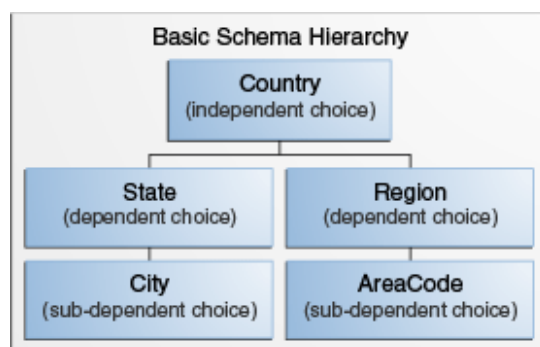 Basic Schema Hierarchy
Country
(independent choice)
State
(dependent choice)
Region
(dependent choice)
City
(sub-dependent choice)
AreaCode
(sub-dependent choice)